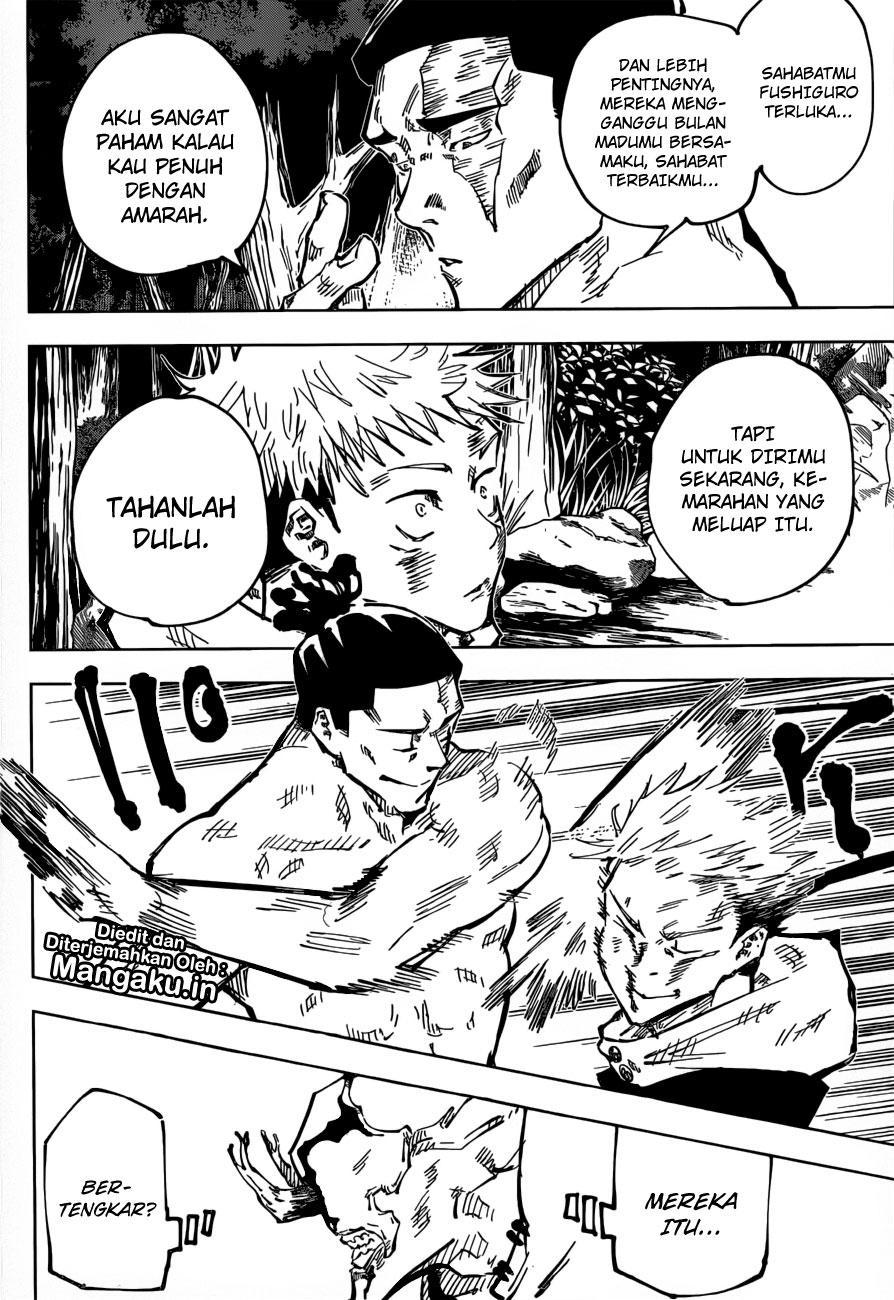 SAHABATMU
FUSHIGURO
TERLUKA...
DAN LEBIH
PENTINGNYA,
MEREKA MENG-
GANGGU BULAN
MADUMU BERSA-
MAKU, SAHABAT
TERBAIKMU...
AKU SANGAT
PAHAM KALAU
KAU PENUH
DENGAN
AMARAH.
TAPI
UNTUK DIRIMU
SEKARANG, KE-
MARAHAN YANG
MELUAP ITU.
TAHANLAH
DULU.
Diedit dan
Diterjemahkan Oleh :
Mangaku.in
MEREKA
ITU...
BER-
TENGKAR?